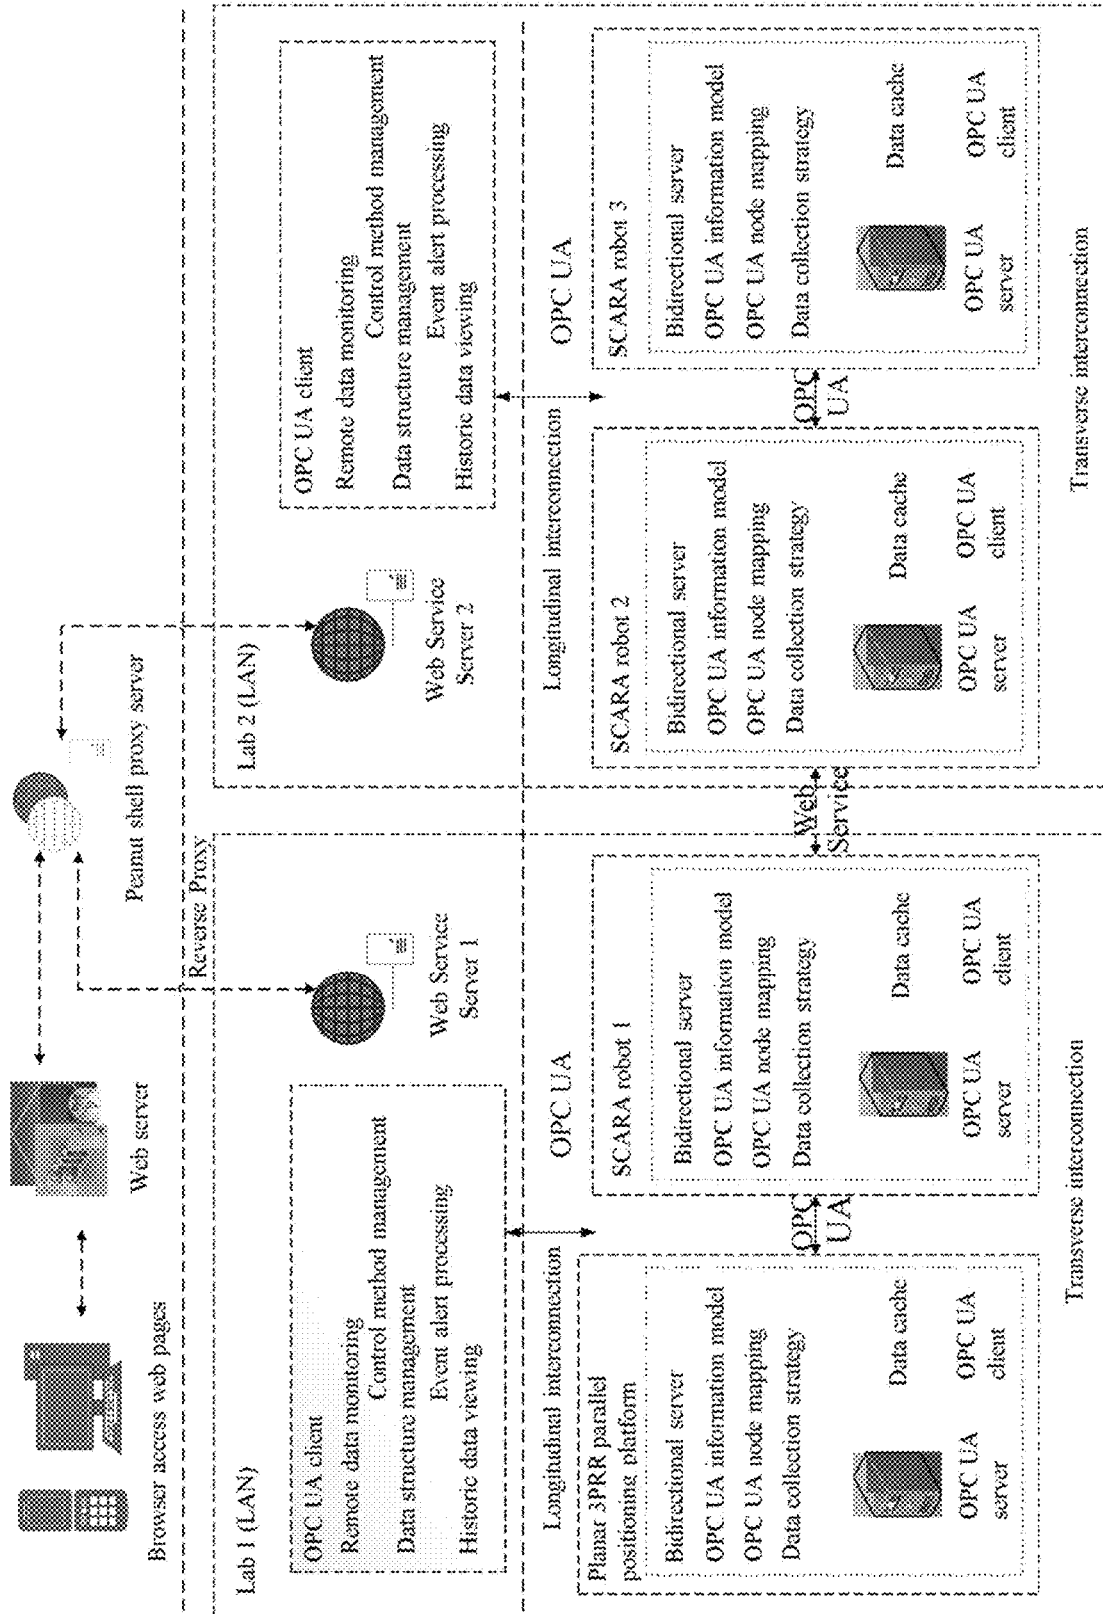 Browser access web pages
Web server
Peanut shell proxy server
Reverse Proxy
Lab 1 (LAN)
OPC UA client
Remote data monitoring
Control method management
Data structure management
Event alert processing
Historic data viewing
Web Service
Server 1
Lab 2 (LAN)
Web Service
Server 2
OPC UA client
Remote data monitoring
Control method management
Data structure management
Event alert processing
Historic data viewing
Longitudinal interconnection
OPC UA
Longitudinal interconnection
OPC UA
Planar 3PRR parallel
positioning platform
Bidirectional server
OPC UA information model
OPC UA node mapping
Data collection strategy
Data cache
OPC UA
server
OPC UA
client
OPC
UA
SCARA robot 1
Bidirectional server
OPC UA information model
OPC UA node mapping
Data collection strategy
Data cache
OPC UA
server
OPC UA
client
Web
Service
SCARA robot 2
Bidirectional server
OPC UA information model
OPC UA node mapping
Data collection strategy
Data cache
OPC UA
server
OPC UA
client
OPC
UA
SCARA robot 3
Bidirectional server
OPC UA information model
OPC UA node mapping
Data collection strategy
Data cache
OPC UA
server
OPC UA
client
Transverse interconnection
Transverse interconnection